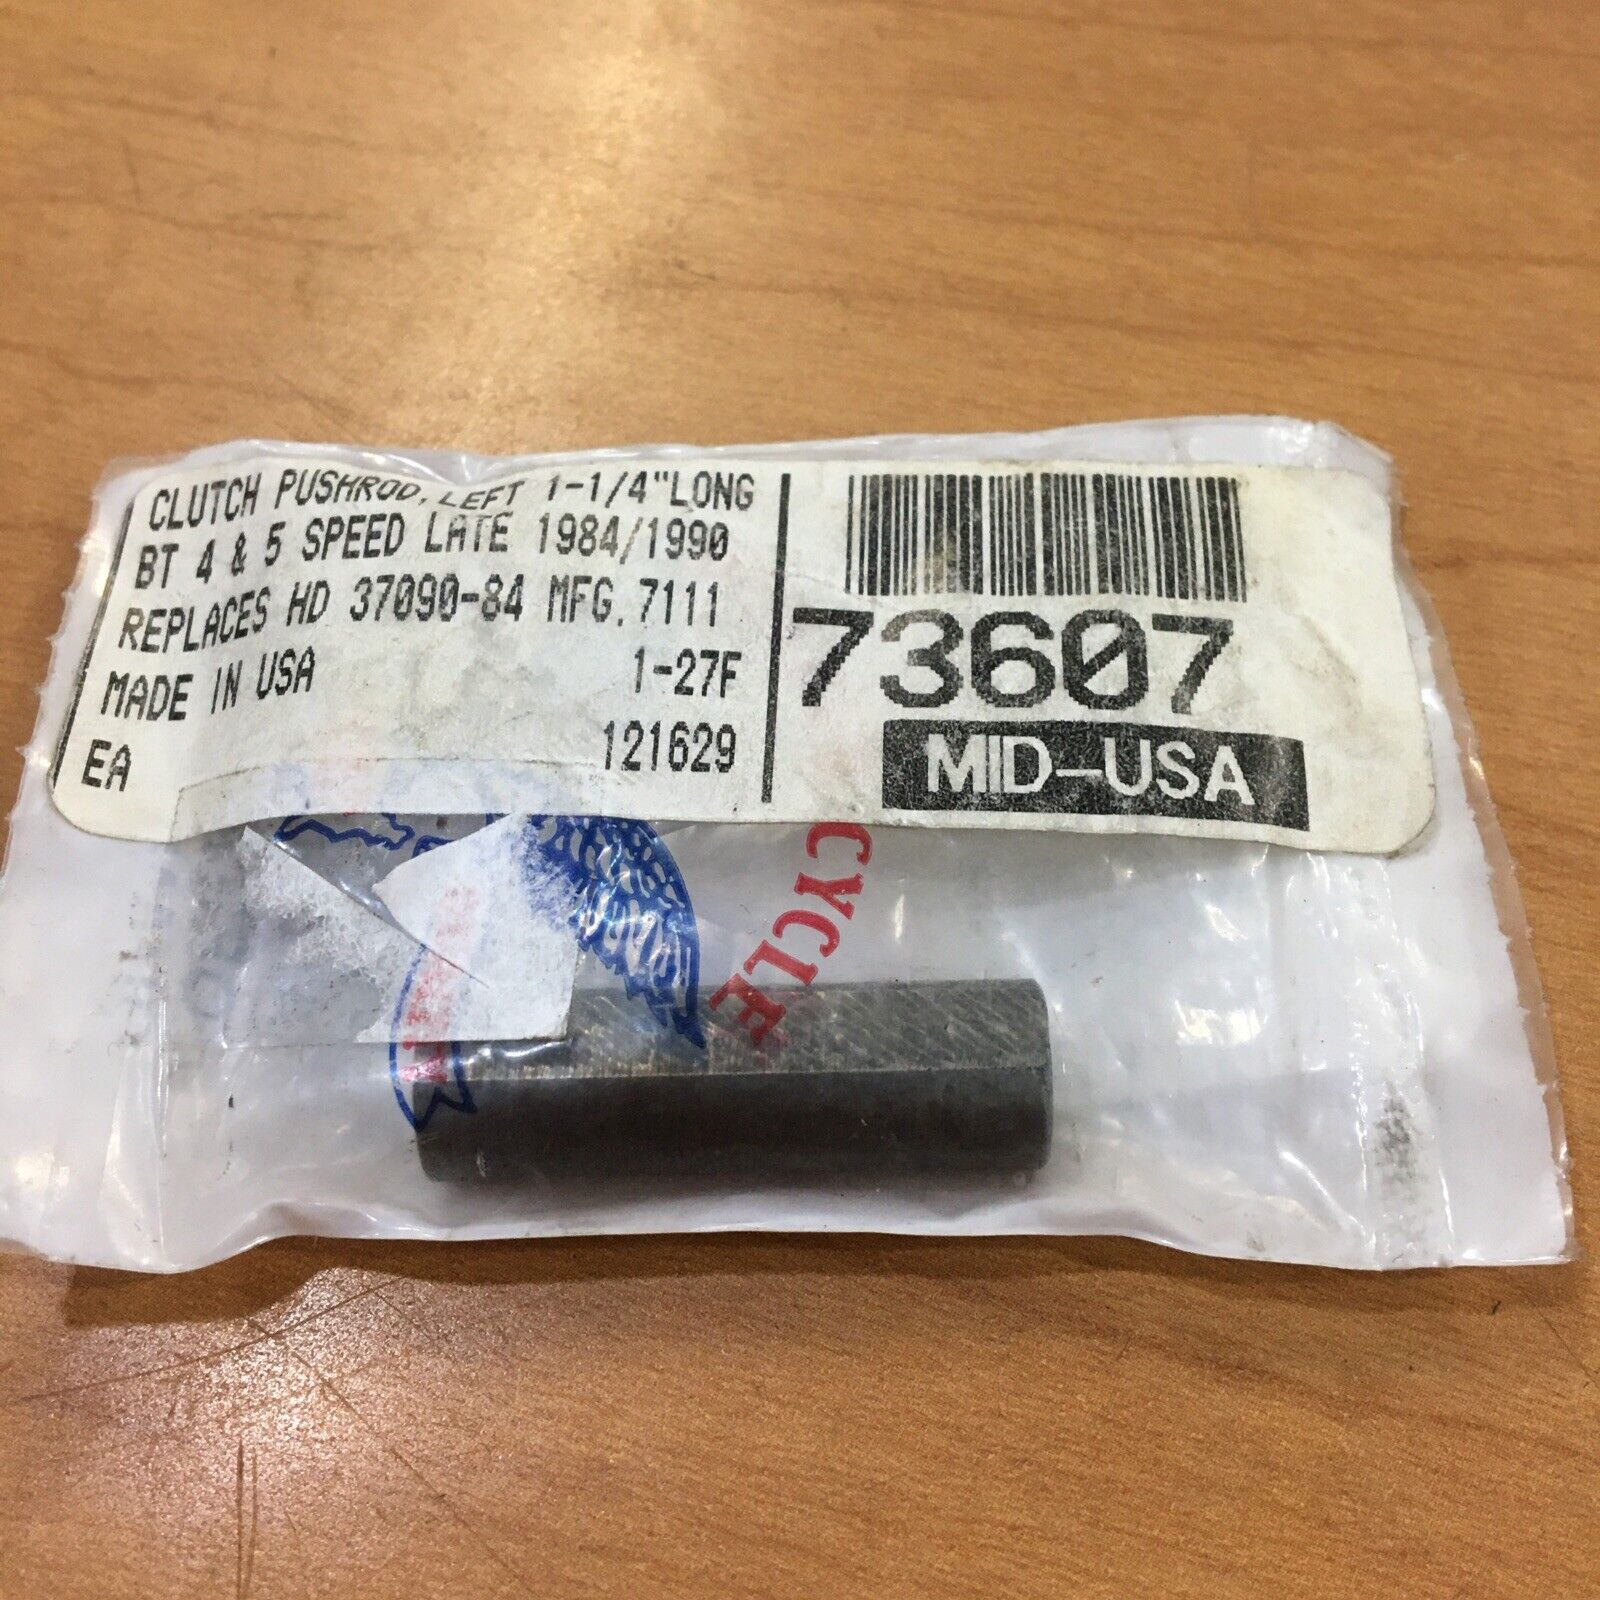 CLUTCH PUSHROD, LEFT 1-1/4"LONG
BT 4 & 5 SPEED LATE 1984/1990
REPLACES HD 37090-84 MFG.7111
MADE IN USA 1-27F
EA 121629
73607
MID-USA
CYCLE